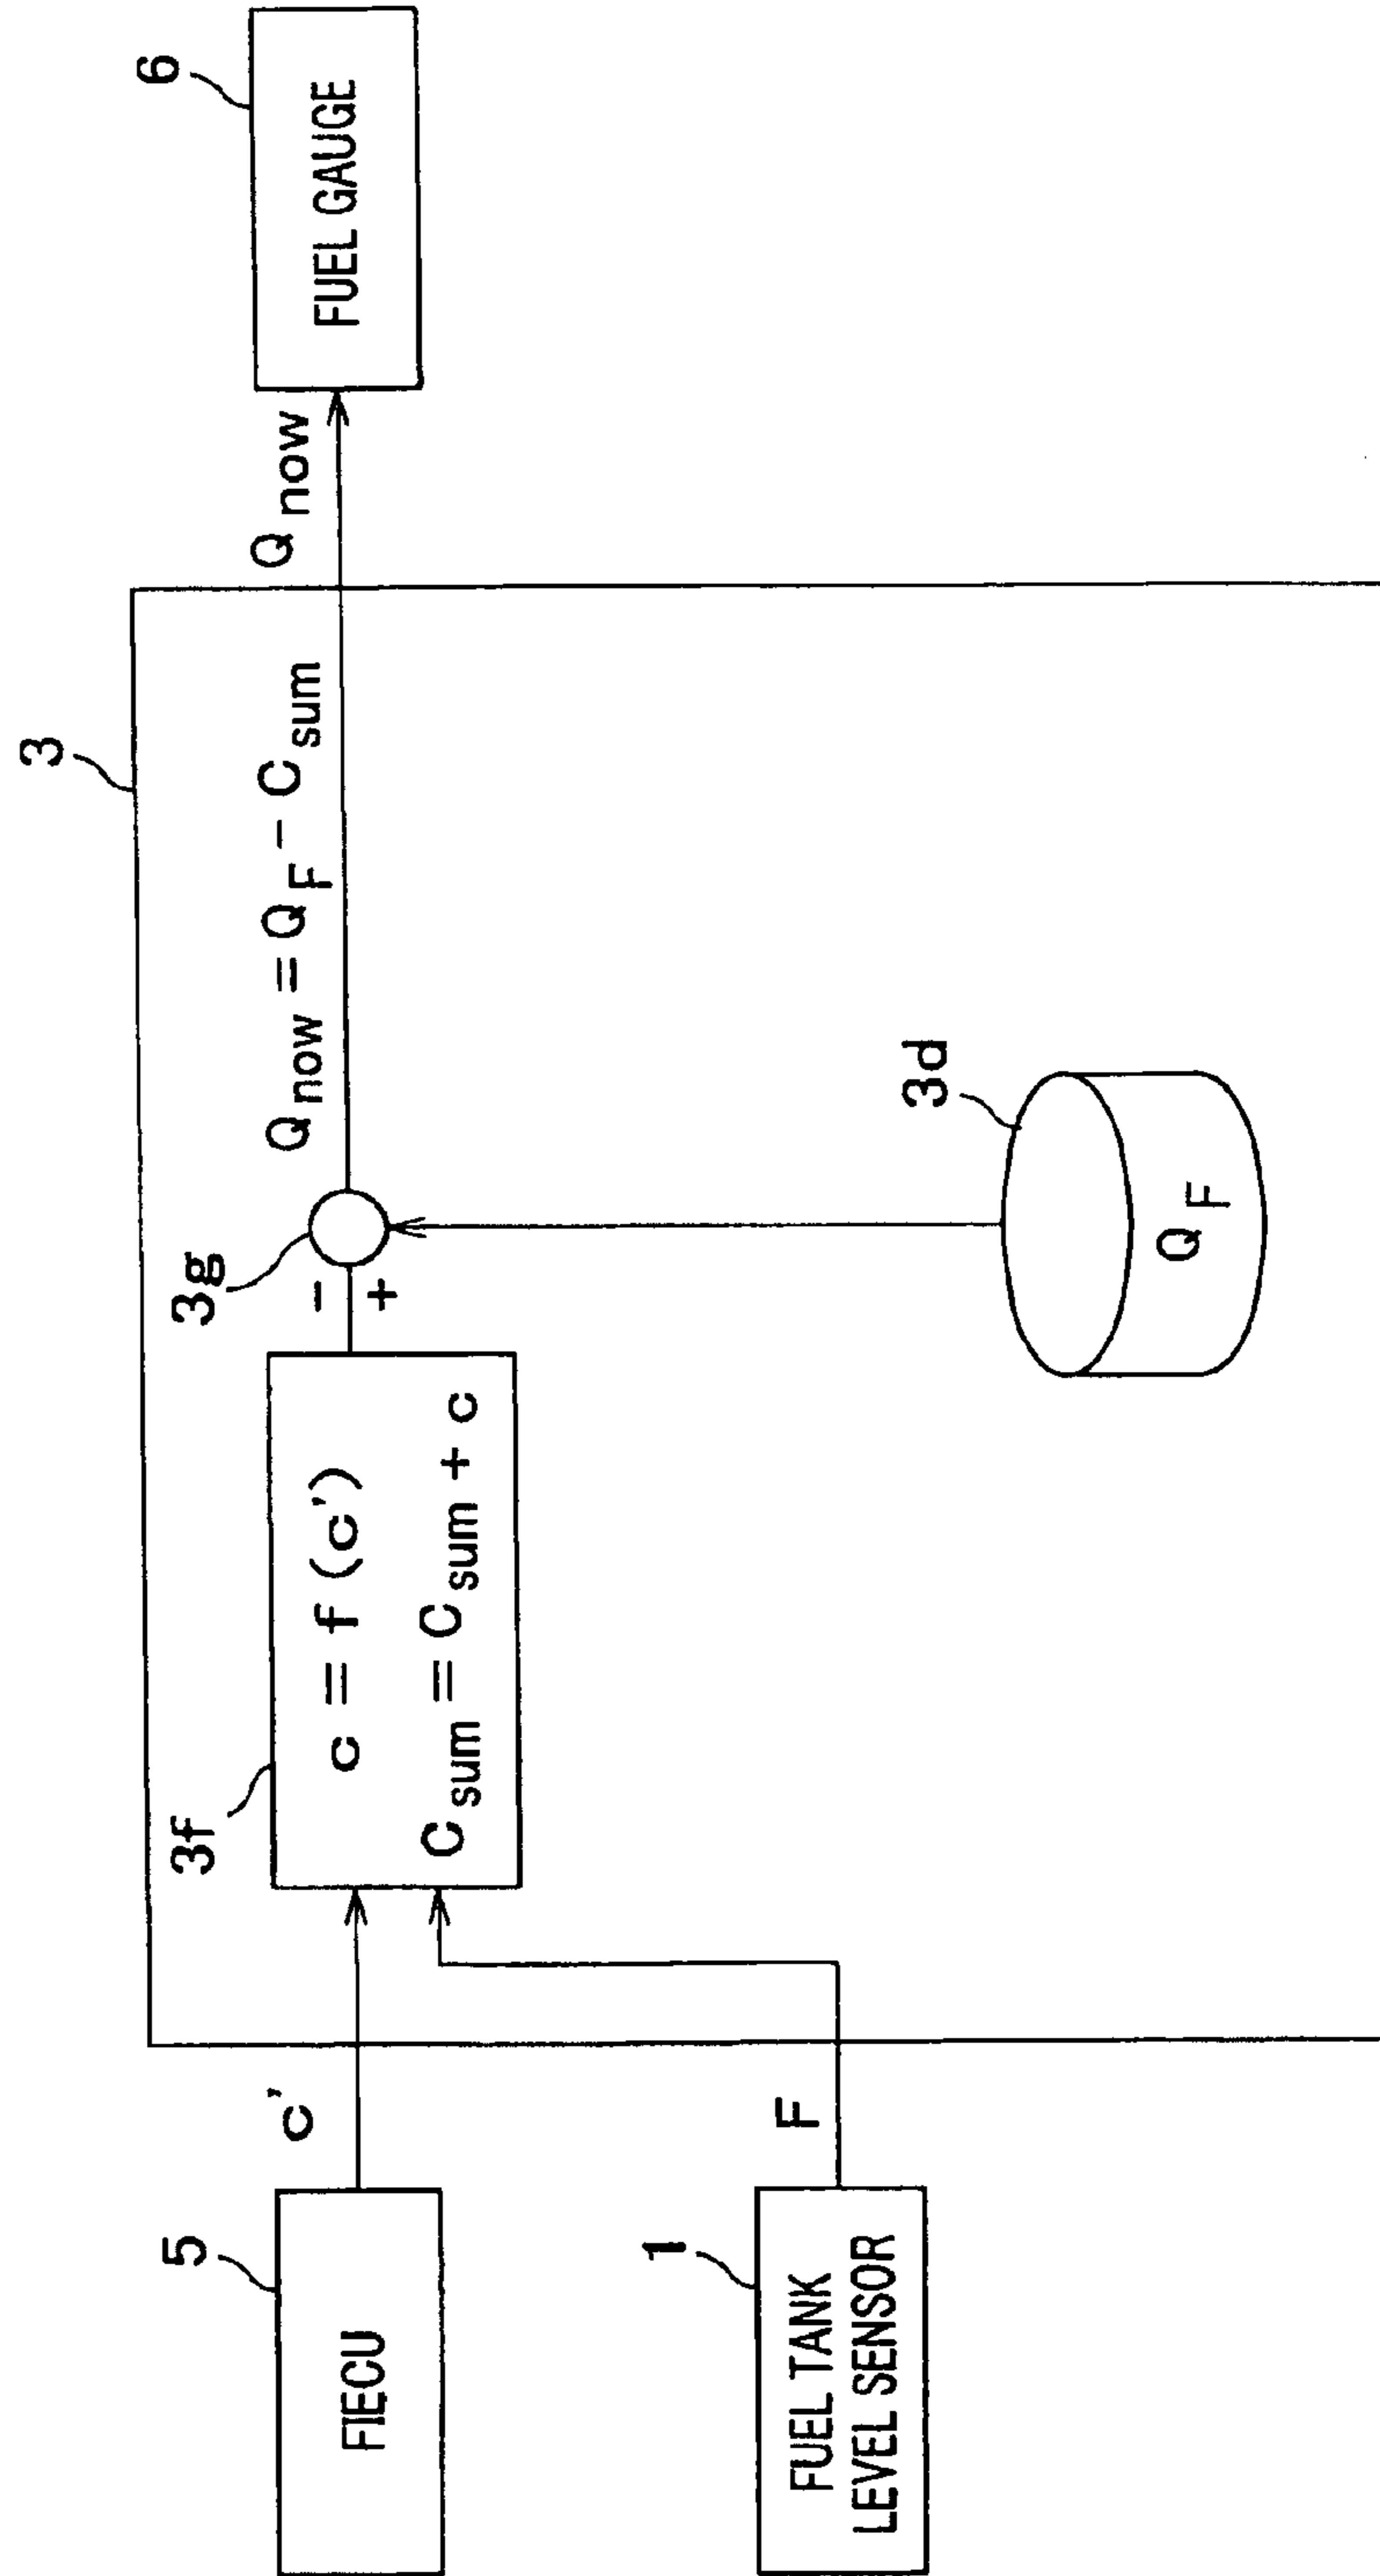 3
5
FIECU
c'
3f
c = f (c')
C sum = C sum + c
3g
−
+
Q now = Q F − C sum
Q now
6
FUEL GAUGE
1
FUEL TANK
LEVEL SENSOR
F
3d
Q F